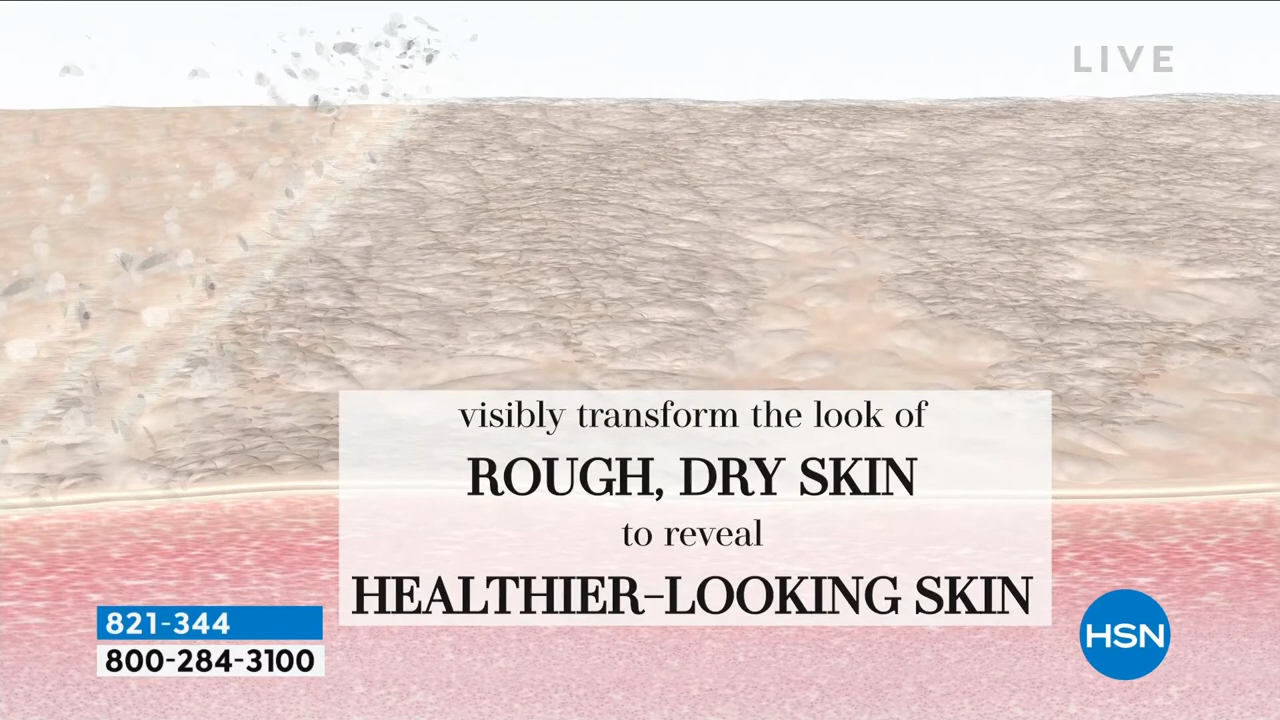 LIVE
visibly transform the look of
ROUGH, DRY SKIN
to reveal
HEALTHIER-LOOKING SKIN
821-344
800-284-3100
HSN